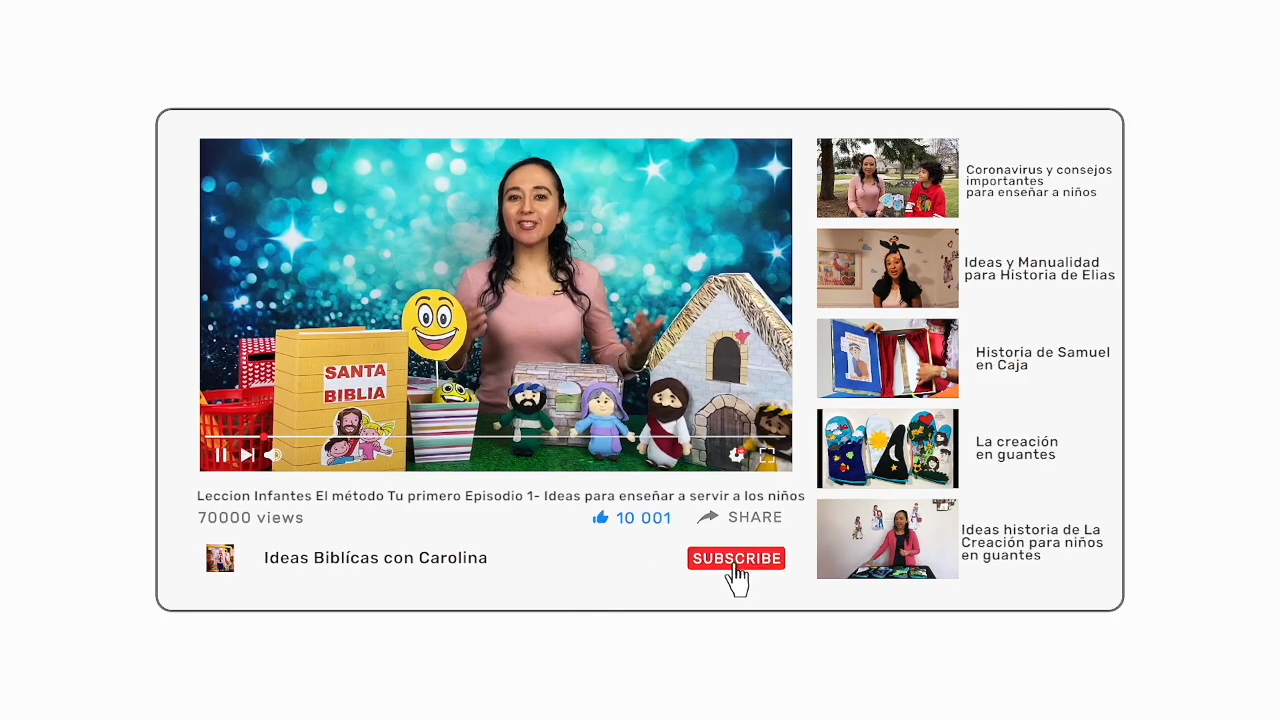 SANTA
BIBLIA
Leccion Infantes El método Tu primero Episodio 1- Ideas para enseñar a servir a los niños
70000 views
10 001
SHARE
Ideas Biblícas con Carolina
SUBSCRIBE
Coronavirus y consejos
importantes
para enseñar a niños
Ideas y Manualidad
para Historia de Elias
Historia de Samuel
en Caja
La creación
en guantes
Ideas historia de La
Creación para niños
en guantes